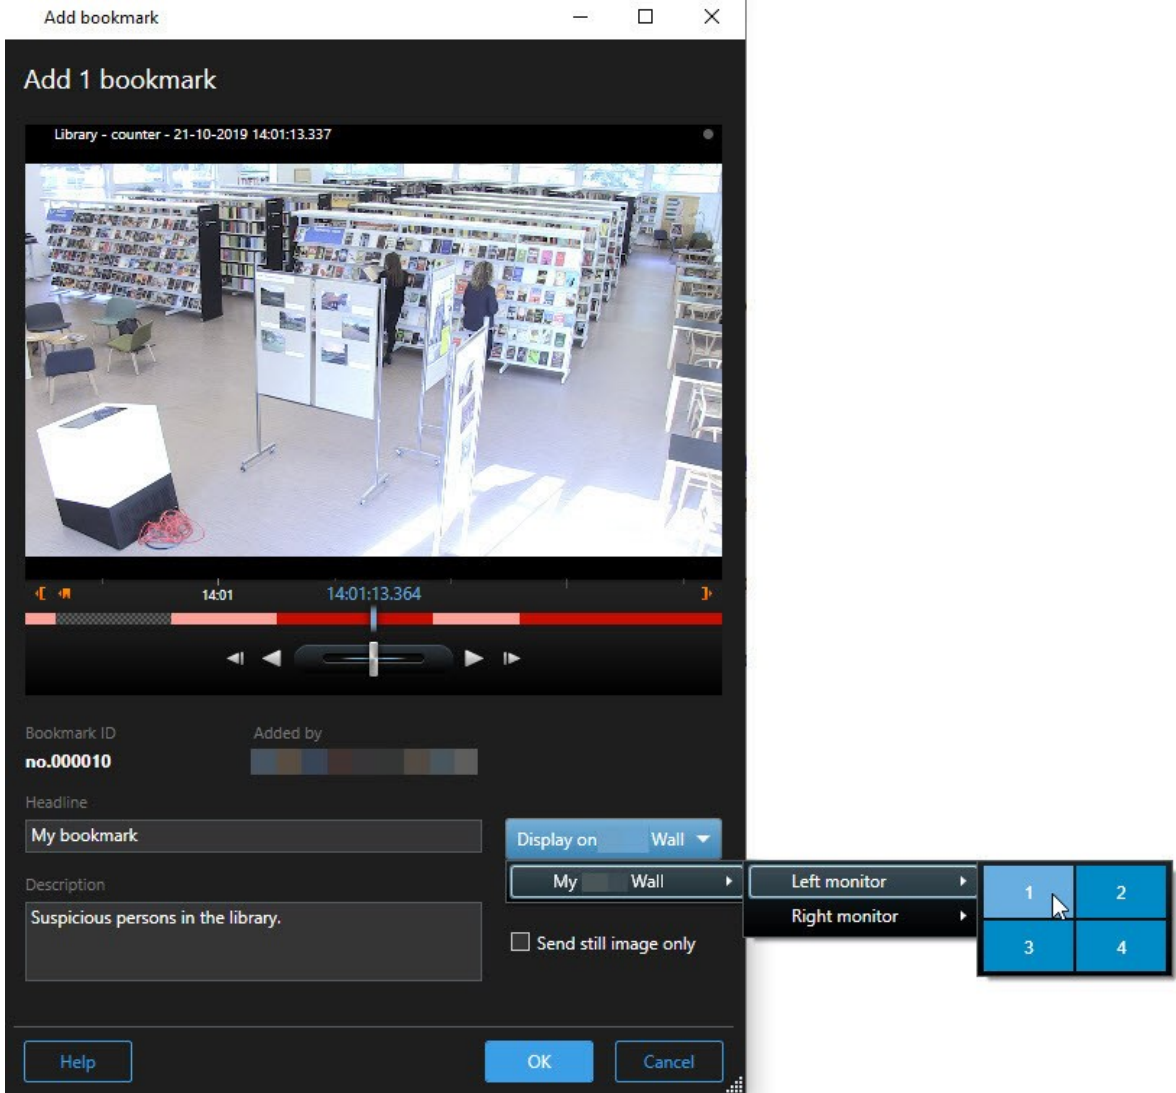 Add bookmark
Add 1 bookmark
Library - counter - 21-10-2019 14:01:13.337
14:01
14:01:13.364
Bookmark ID
Added by
no.000010
Headline
My bookmark
Display on Wall
My Wall
Left monitor
Right monitor
1
2
3
4
Description
Suspicious persons in the library.
Send still image only
Help
OK
Cancel